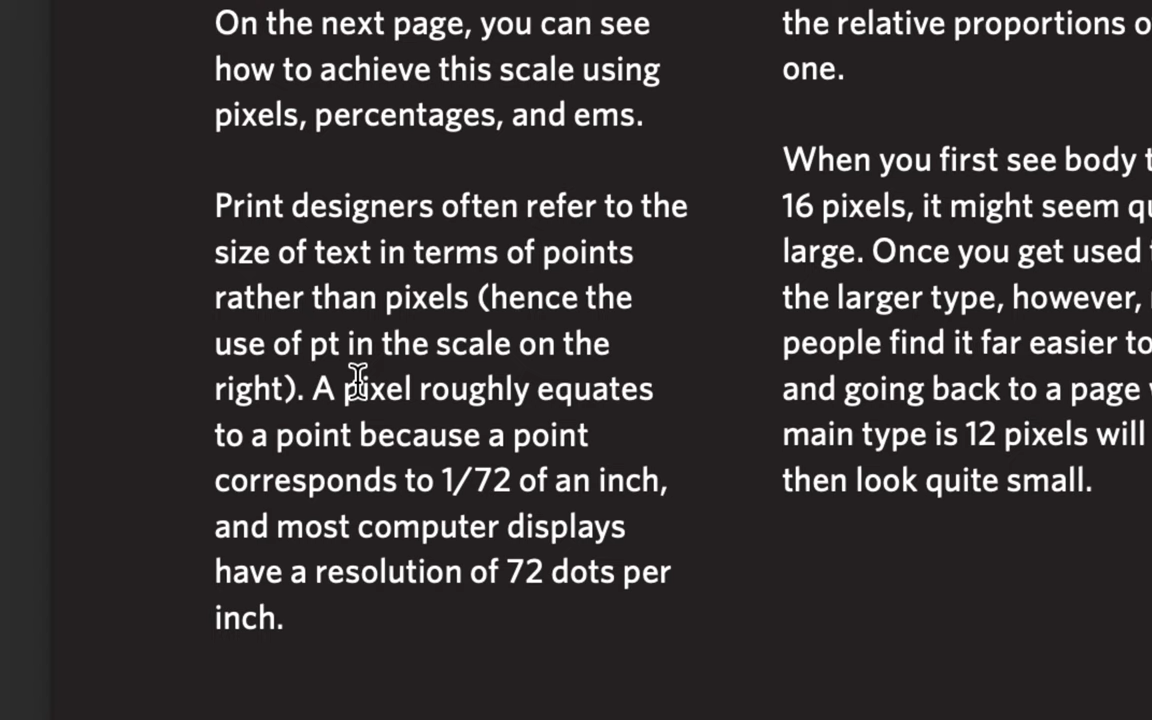 On the next page, you can see
how to achieve this scale using
pixels, percentages, and ems.
Print designers often refer to the
size of text in terms of points
rather than pixels (hence the
use of pt in the scale on the
right). A pixel roughly equates
to a point because a point
corresponds to 1/72 of an inch,
and most computer displays
have a resolution of 72 dots per
inch.
the relative proportions
one.
When you first see body
16 pixels, it might seem
large. Once you get used
the larger type, however,
people find it far easier to
and going back to a page
main type is 12 pixels will
then look quite small.